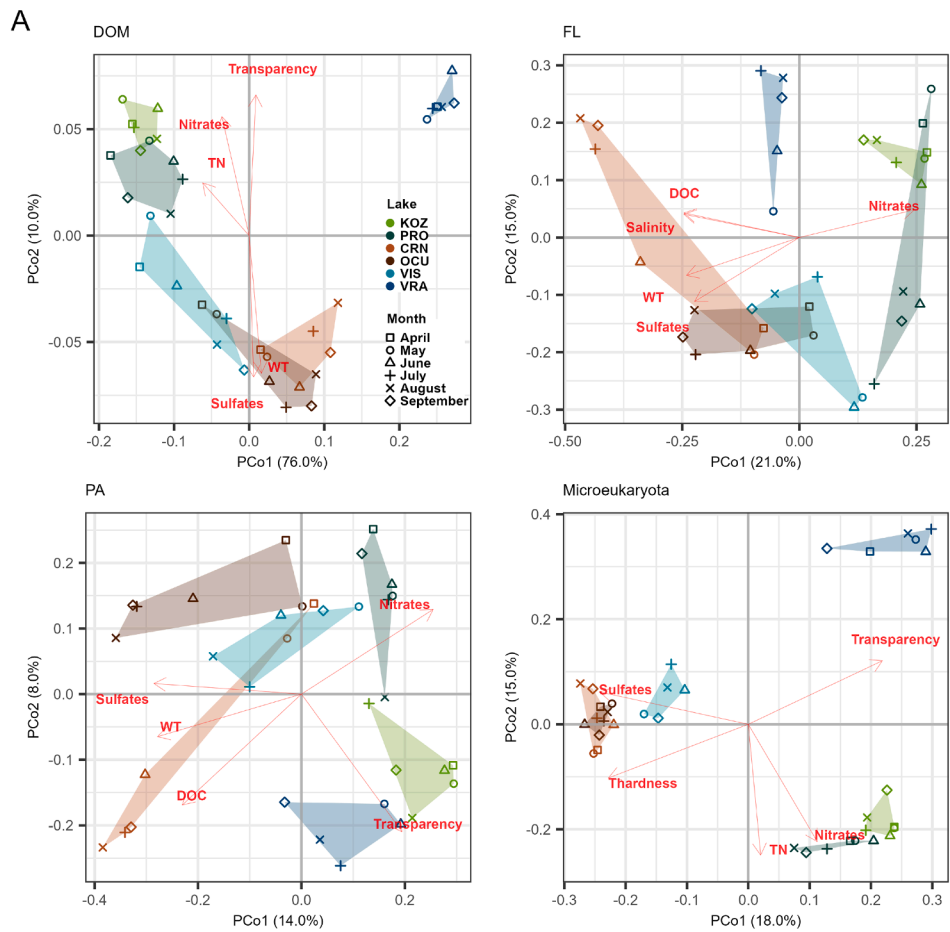 A
DOM
Transparency
Nitrates
TN
WT
Sulfates
0.05
0.00
-0.05
-0.2
-0.1
0.0
0.1
0.2
PCo1 (76.0%)
PCo2 (10.0%)
Lake
KOZ
PRO
CRN
OCU
VIS
VRA
Month
April
May
June
July
August
September
FL
DOC
Nitrates
Salinity
WT
Sulfates
0.3
0.2
0.1
0.0
-0.1
-0.2
-0.3
-0.50
-0.25
0.00
0.25
PCo1 (21.0%)
PCo2 (15.0%)
PA
Nitrates
Sulfates
WT
DOC
Transparency
0.2
0.1
0.0
-0.1
-0.2
-0.4
-0.2
0.0
0.2
PCo1 (14.0%)
PCo2 (8.0%)
Microeukaryota
Transparency
Sulfates
Thardness
Nitrates
TN
0.4
0.2
0.0
-0.2
-0.3
-0.2
-0.1
0.0
0.1
0.2
0.3
PCo1 (18.0%)
PCo2 (15.0%)